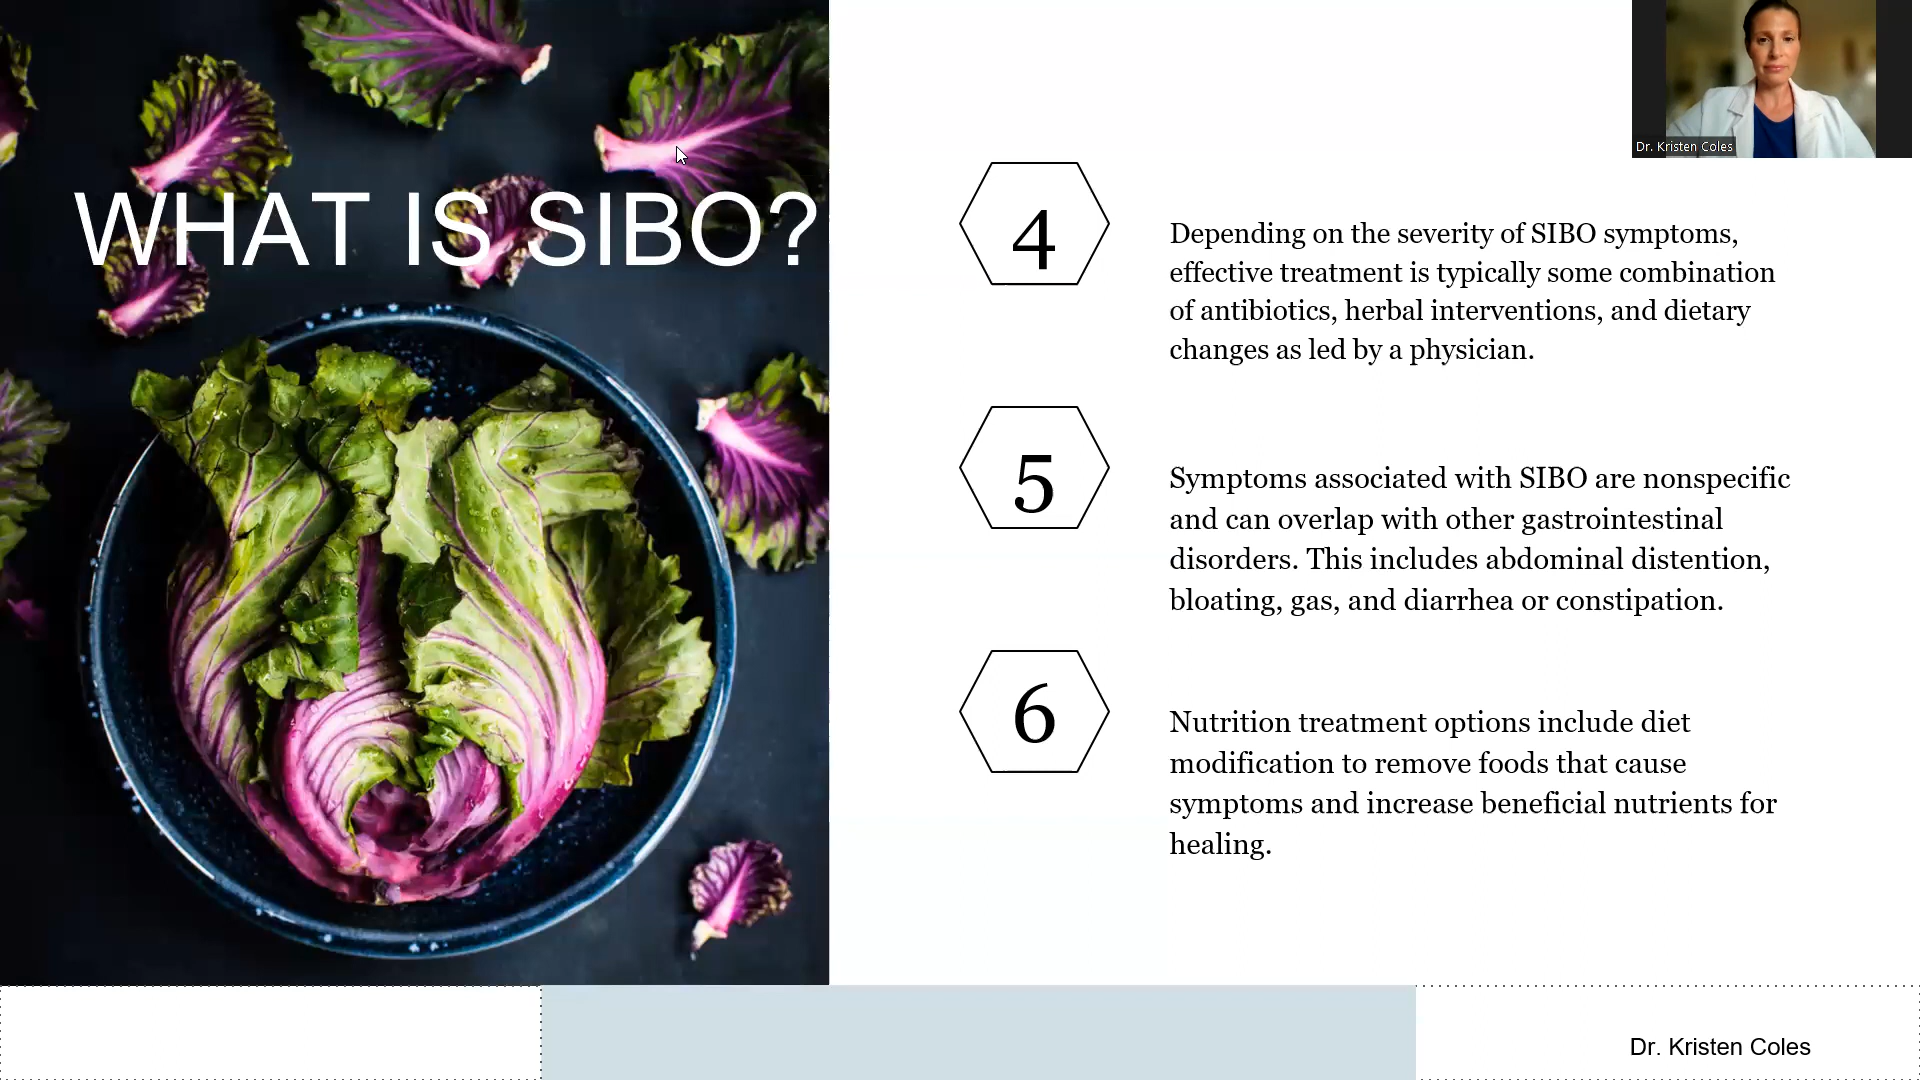 Dr. Kristen Coles
WHAT IS SIBO?
4
Depending on the severity of SIBO symptoms,
effective treatment is typically some combination
of antibiotics, herbal interventions, and dietary
changes as led by a physician.
5
Symptoms associated with SIBO are nonspecific
and can overlap with other gastrointestinal
disorders. This includes abdominal distention,
bloating, gas, and diarrhea or constipation.
6
Nutrition treatment options include diet
modification to remove foods that cause
symptoms and increase beneficial nutrients for
healing.
Dr. Kristen Coles